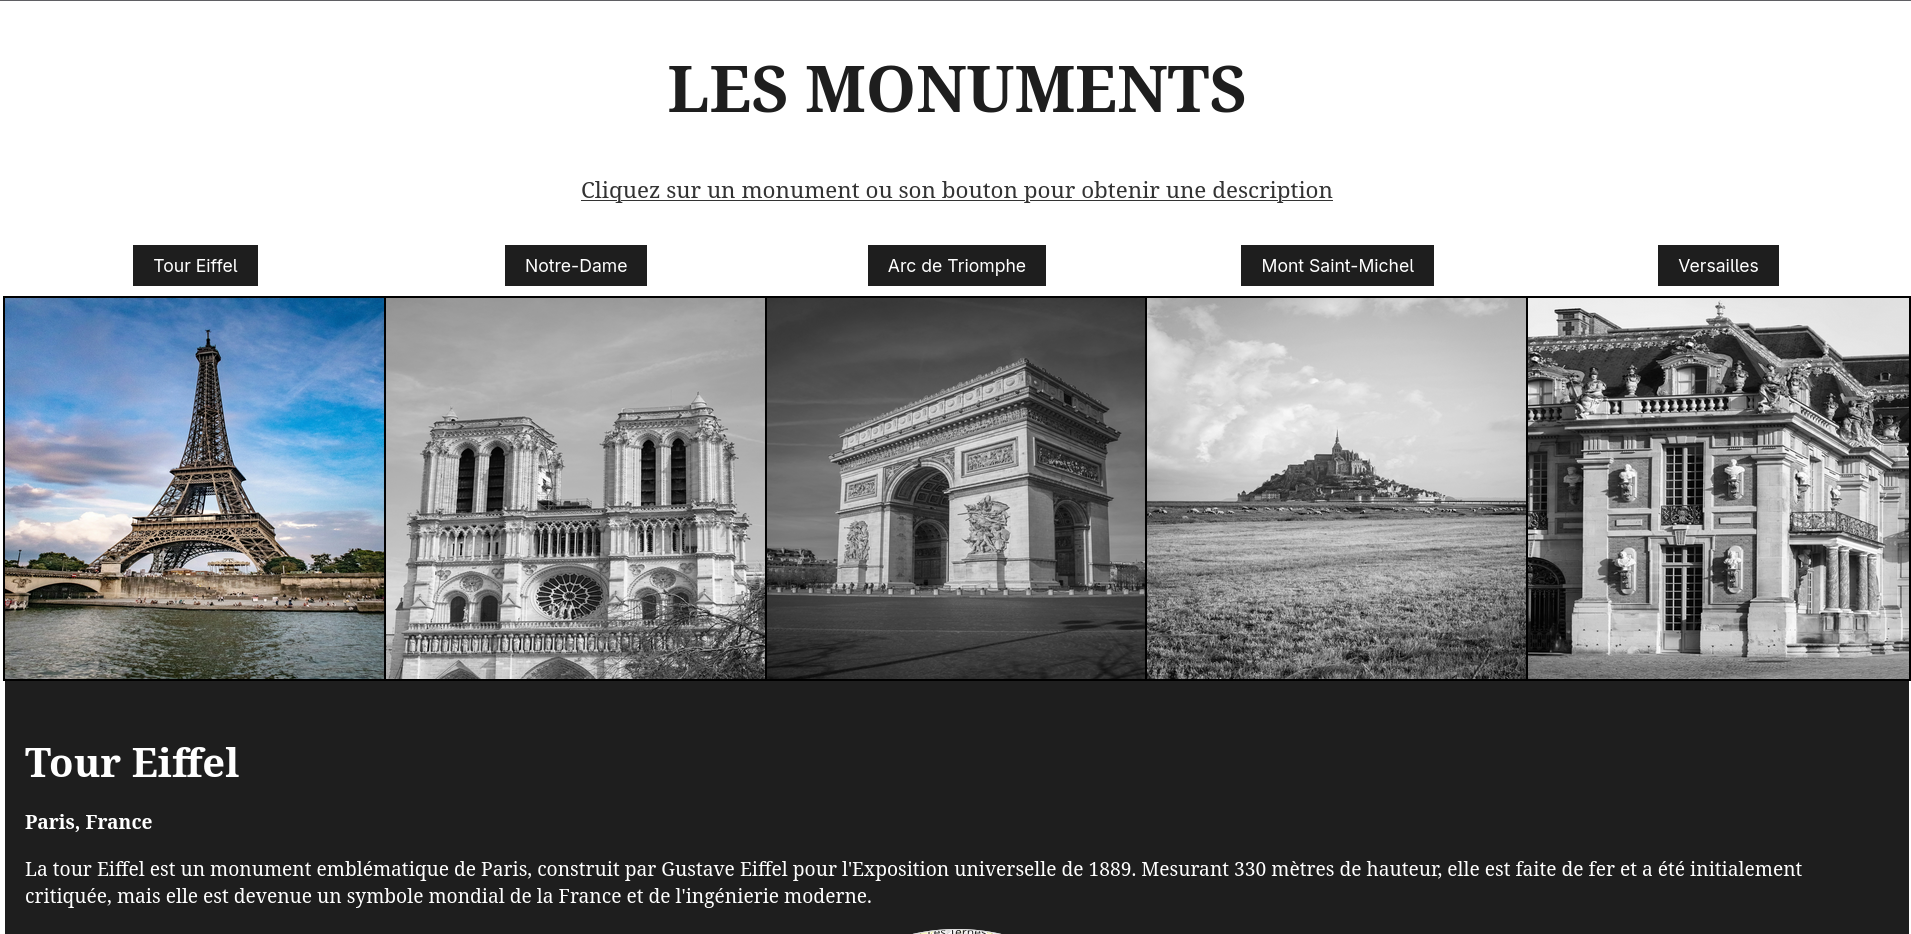 LES MONUMENTS
Cliquez sur un monument ou son bouton pour obtenir une description
Tour Eiffel
Notre-Dame
Arc de Triomphe
Mont Saint-Michel
Versailles
Tour Eiffel
Paris, France
La tour Eiffel est un monument emblématique de Paris, construit par Gustave Eiffel pour l'Exposition universelle de 1889. Mesurant 330 mètres de hauteur, elle est faite de fer et a été initialement
critiquée, mais elle est devenue un symbole mondial de la France et de l'ingénierie moderne.